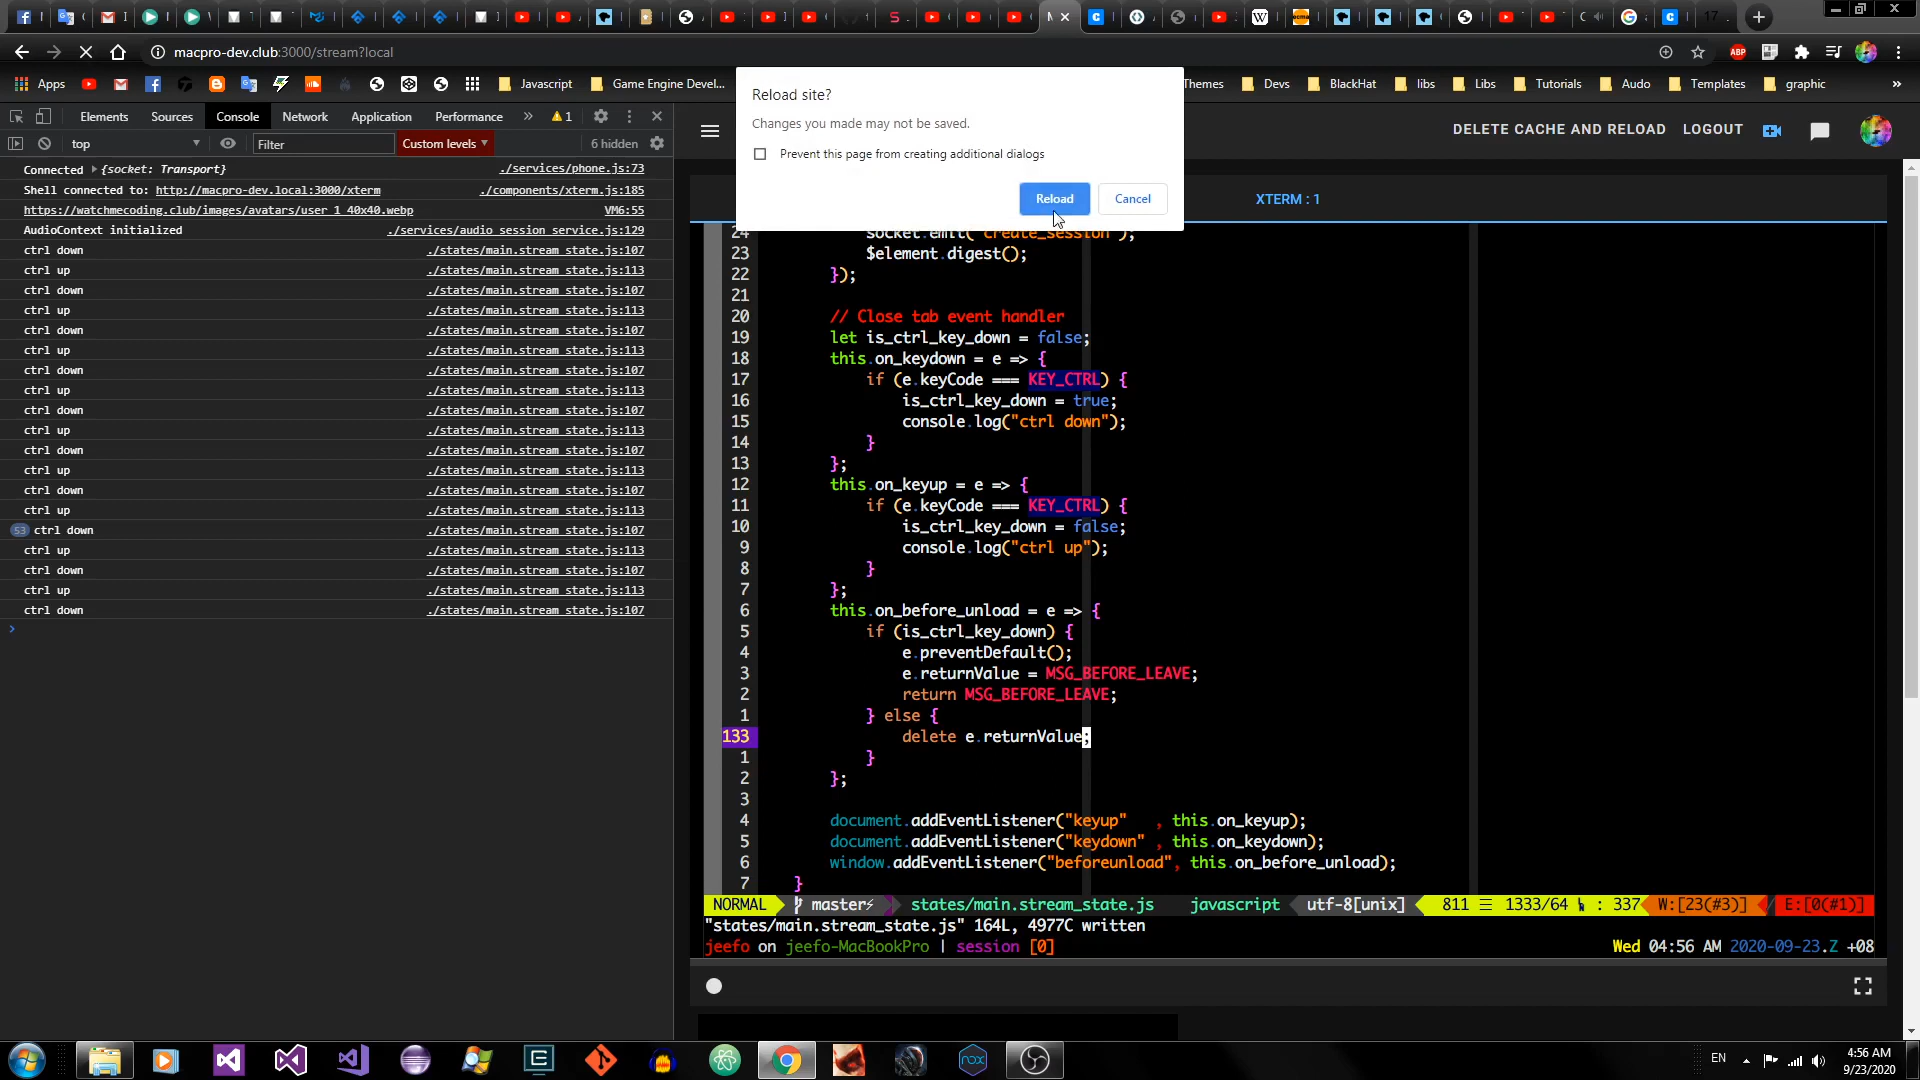 macpro-dev.club:3000/stream?local
ABP
Apps
Javascript
Game Engine Devel...
Themes
Devs
BlackHat
libs
Libs
Tutorials
Audo
Templates
graphic
»
Elements
Sources
Console
Network
Application
Performance
»
1
top
Filter
Custom levels
6 hidden
Connected {socket: Transport} ./services/phone.js:73
Shell connected to: http://macpro-dev.local:3000/xterm ./components/xterm.js:185
https://watchmecoding.club/images/avatars/user_1_40x40.webp VM6:55
AudioContext initialized ./services/audio_session_service.js:129
ctrl down ./states/main.stream_state.js:107
ctrl up ./states/main.stream_state.js:113
ctrl down ./states/main.stream_state.js:107
ctrl up ./states/main.stream_state.js:113
ctrl down ./states/main.stream_state.js:107
ctrl up ./states/main.stream_state.js:113
ctrl down ./states/main.stream_state.js:107
ctrl up ./states/main.stream_state.js:113
ctrl down ./states/main.stream_state.js:107
ctrl up ./states/main.stream_state.js:113
ctrl down ./states/main.stream_state.js:107
ctrl up ./states/main.stream_state.js:113
ctrl down ./states/main.stream_state.js:107
ctrl up ./states/main.stream_state.js:113
53 ctrl down ./states/main.stream_state.js:107
ctrl up ./states/main.stream_state.js:113
ctrl down ./states/main.stream_state.js:107
ctrl up ./states/main.stream_state.js:113
ctrl down ./states/main.stream_state.js:107
>
Reload site?
Changes you made may not be saved.
Prevent this page from creating additional dialogs
Reload
Cancel
DELETE CACHE AND RELOAD
LOGOUT
XTERM : 1
24 socket.emit("create_session");
23 $element.digest();
22 });
21
20 // Close tab event handler
19 let is_ctrl_key_down = false;
18 this.on_keydown = e => {
17 if (e.keyCode === KEY_CTRL) {
16 is_ctrl_key_down = true;
15 console.log("ctrl down");
14 }
13 };
12 this.on_keyup = e => {
11 if (e.keyCode === KEY_CTRL) {
10 is_ctrl_key_down = false;
9 console.log("ctrl up");
8 }
7 };
6 this.on_before_unload = e => {
5 if (is_ctrl_key_down) {
4 e.preventDefault();
3 e.returnValue = MSG_BEFORE_LEAVE;
2 return MSG_BEFORE_LEAVE;
1 } else {
133 delete e.returnValue;
1 }
2 };
3
4 document.addEventListener("keyup" , this.on_keyup);
5 document.addEventListener("keydown" , this.on_keydown);
6 window.addEventListener("beforeunload", this.on_before_unload);
7 }
NORMAL master states/main.stream_state.js javascript utf-8[unix] 811 ☰ 1333/64 : 337 W:[23(#3)] E:[0(#1)]
"states/main.stream_state.js" 164L, 4977C written
jeefo on jeefo-MacBookPro | session [0] Wed 04:56 AM 2020-09-23.Z +08
nox
EN
4:56 AM
9/23/2020